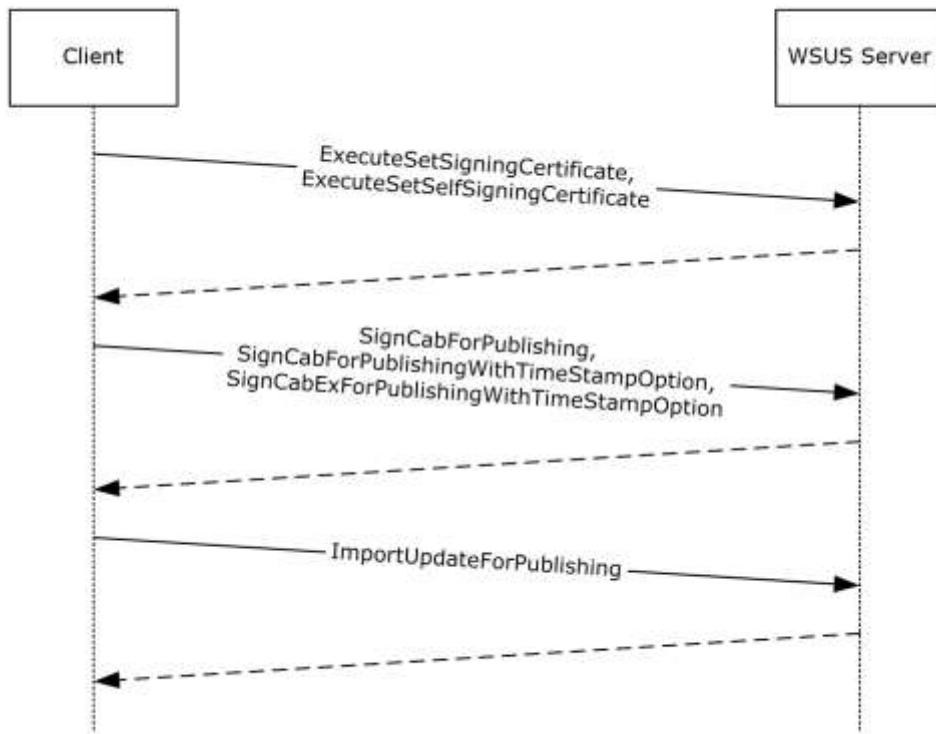 Client
WSUS Server
ExecuteSetSigningCertificate,
ExecuteSetSelfSigningCertificate
SignCabForPublishing,
SignCabForPublishingWithTimeStampOption,
SignCabExForPublishingWithTimeStampOption
ImportUpdateForPublishing